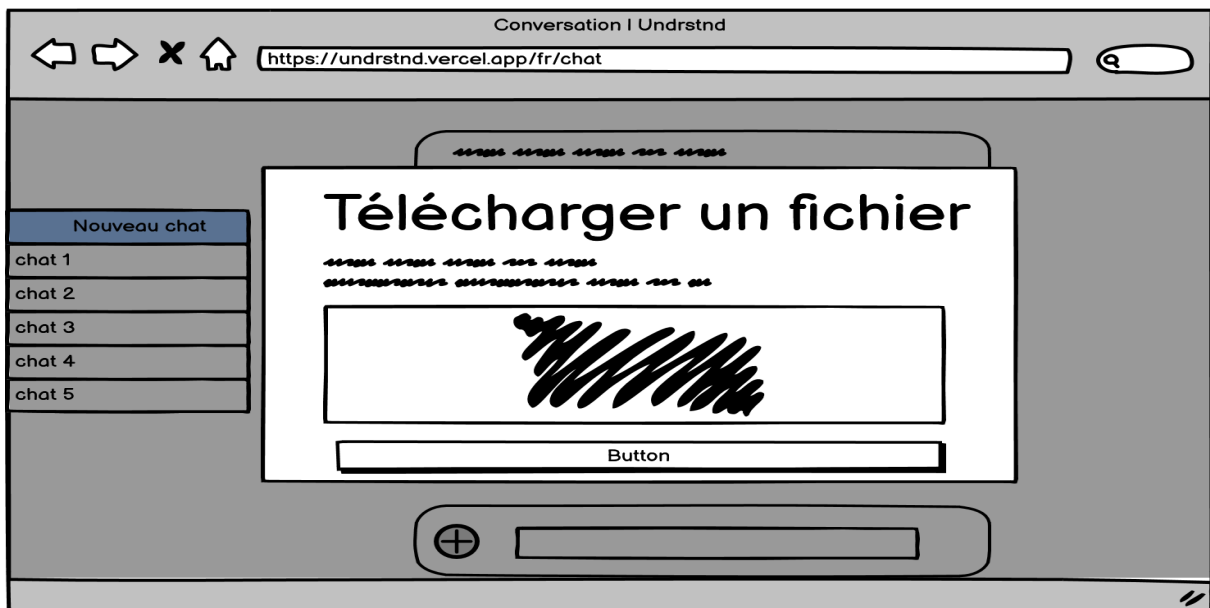 Conversation | Undrstnd
https://undrstnd.vercel.app/fr/chat
Télécharger un fichier
Nouveau chat
chat 1
chat 2
chat 3
chat 4
chat 5
Button